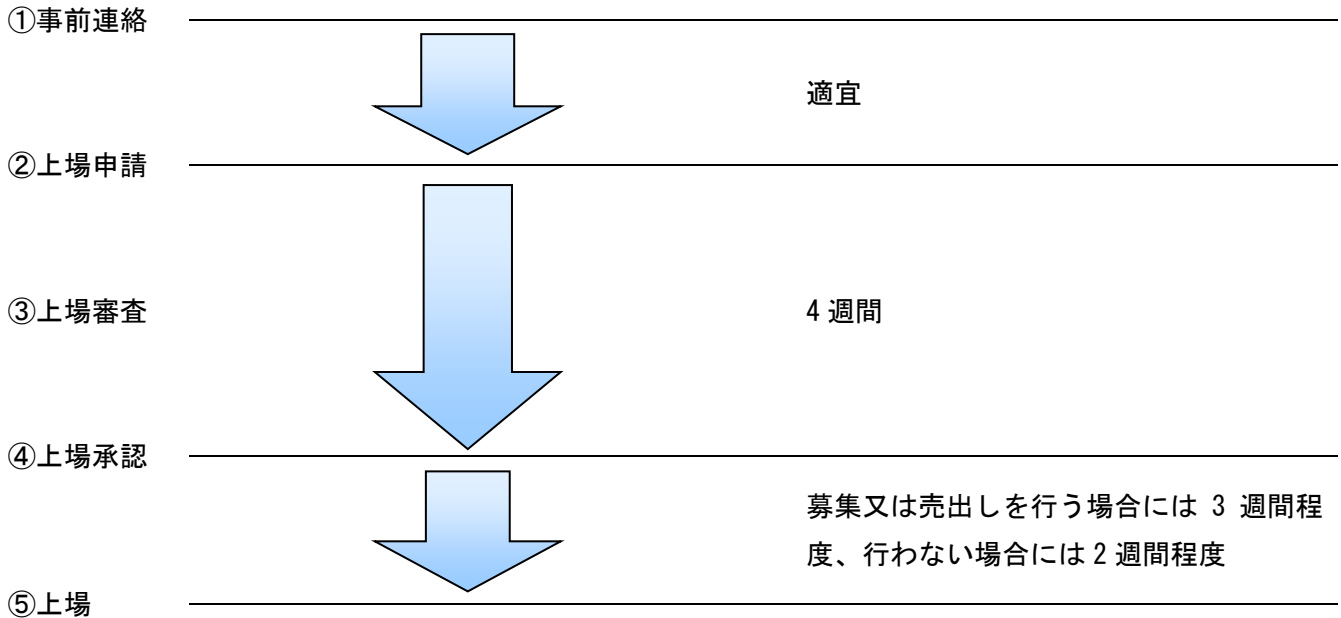 ①事前連絡
適宜
②上場申請
③上場審査
4週間
④上場承認
募集又は売出しを行う場合には 3 週間程
度、行わない場合には2週間程度
⑤上場